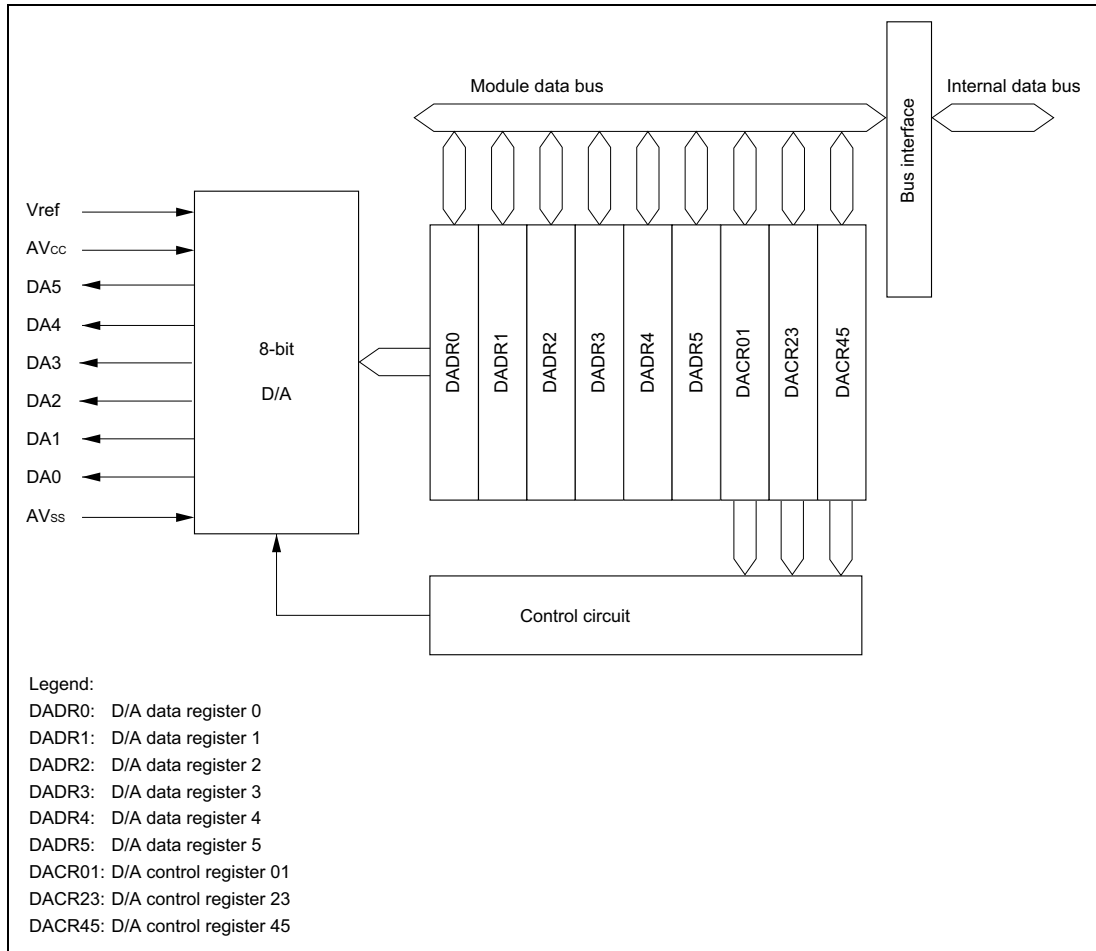 Module data bus
Internal data bus
Bus interface
Vref
AVCC
DA5
DA4
DA3
DA2
DA1
DA0
AVSS
8-bit
D/A
DADR0
DADR1
DADR2
DADR3
DADR4
DADR5
DACR01
DACR23
DACR45
Control circuit
Legend:
DADR0: D/A data register 0
DADR1: D/A data register 1
DADR2: D/A data register 2
DADR3: D/A data register 3
DADR4: D/A data register 4
DADR5: D/A data register 5
DACR01: D/A control register 01
DACR23: D/A control register 23
DACR45: D/A control register 45